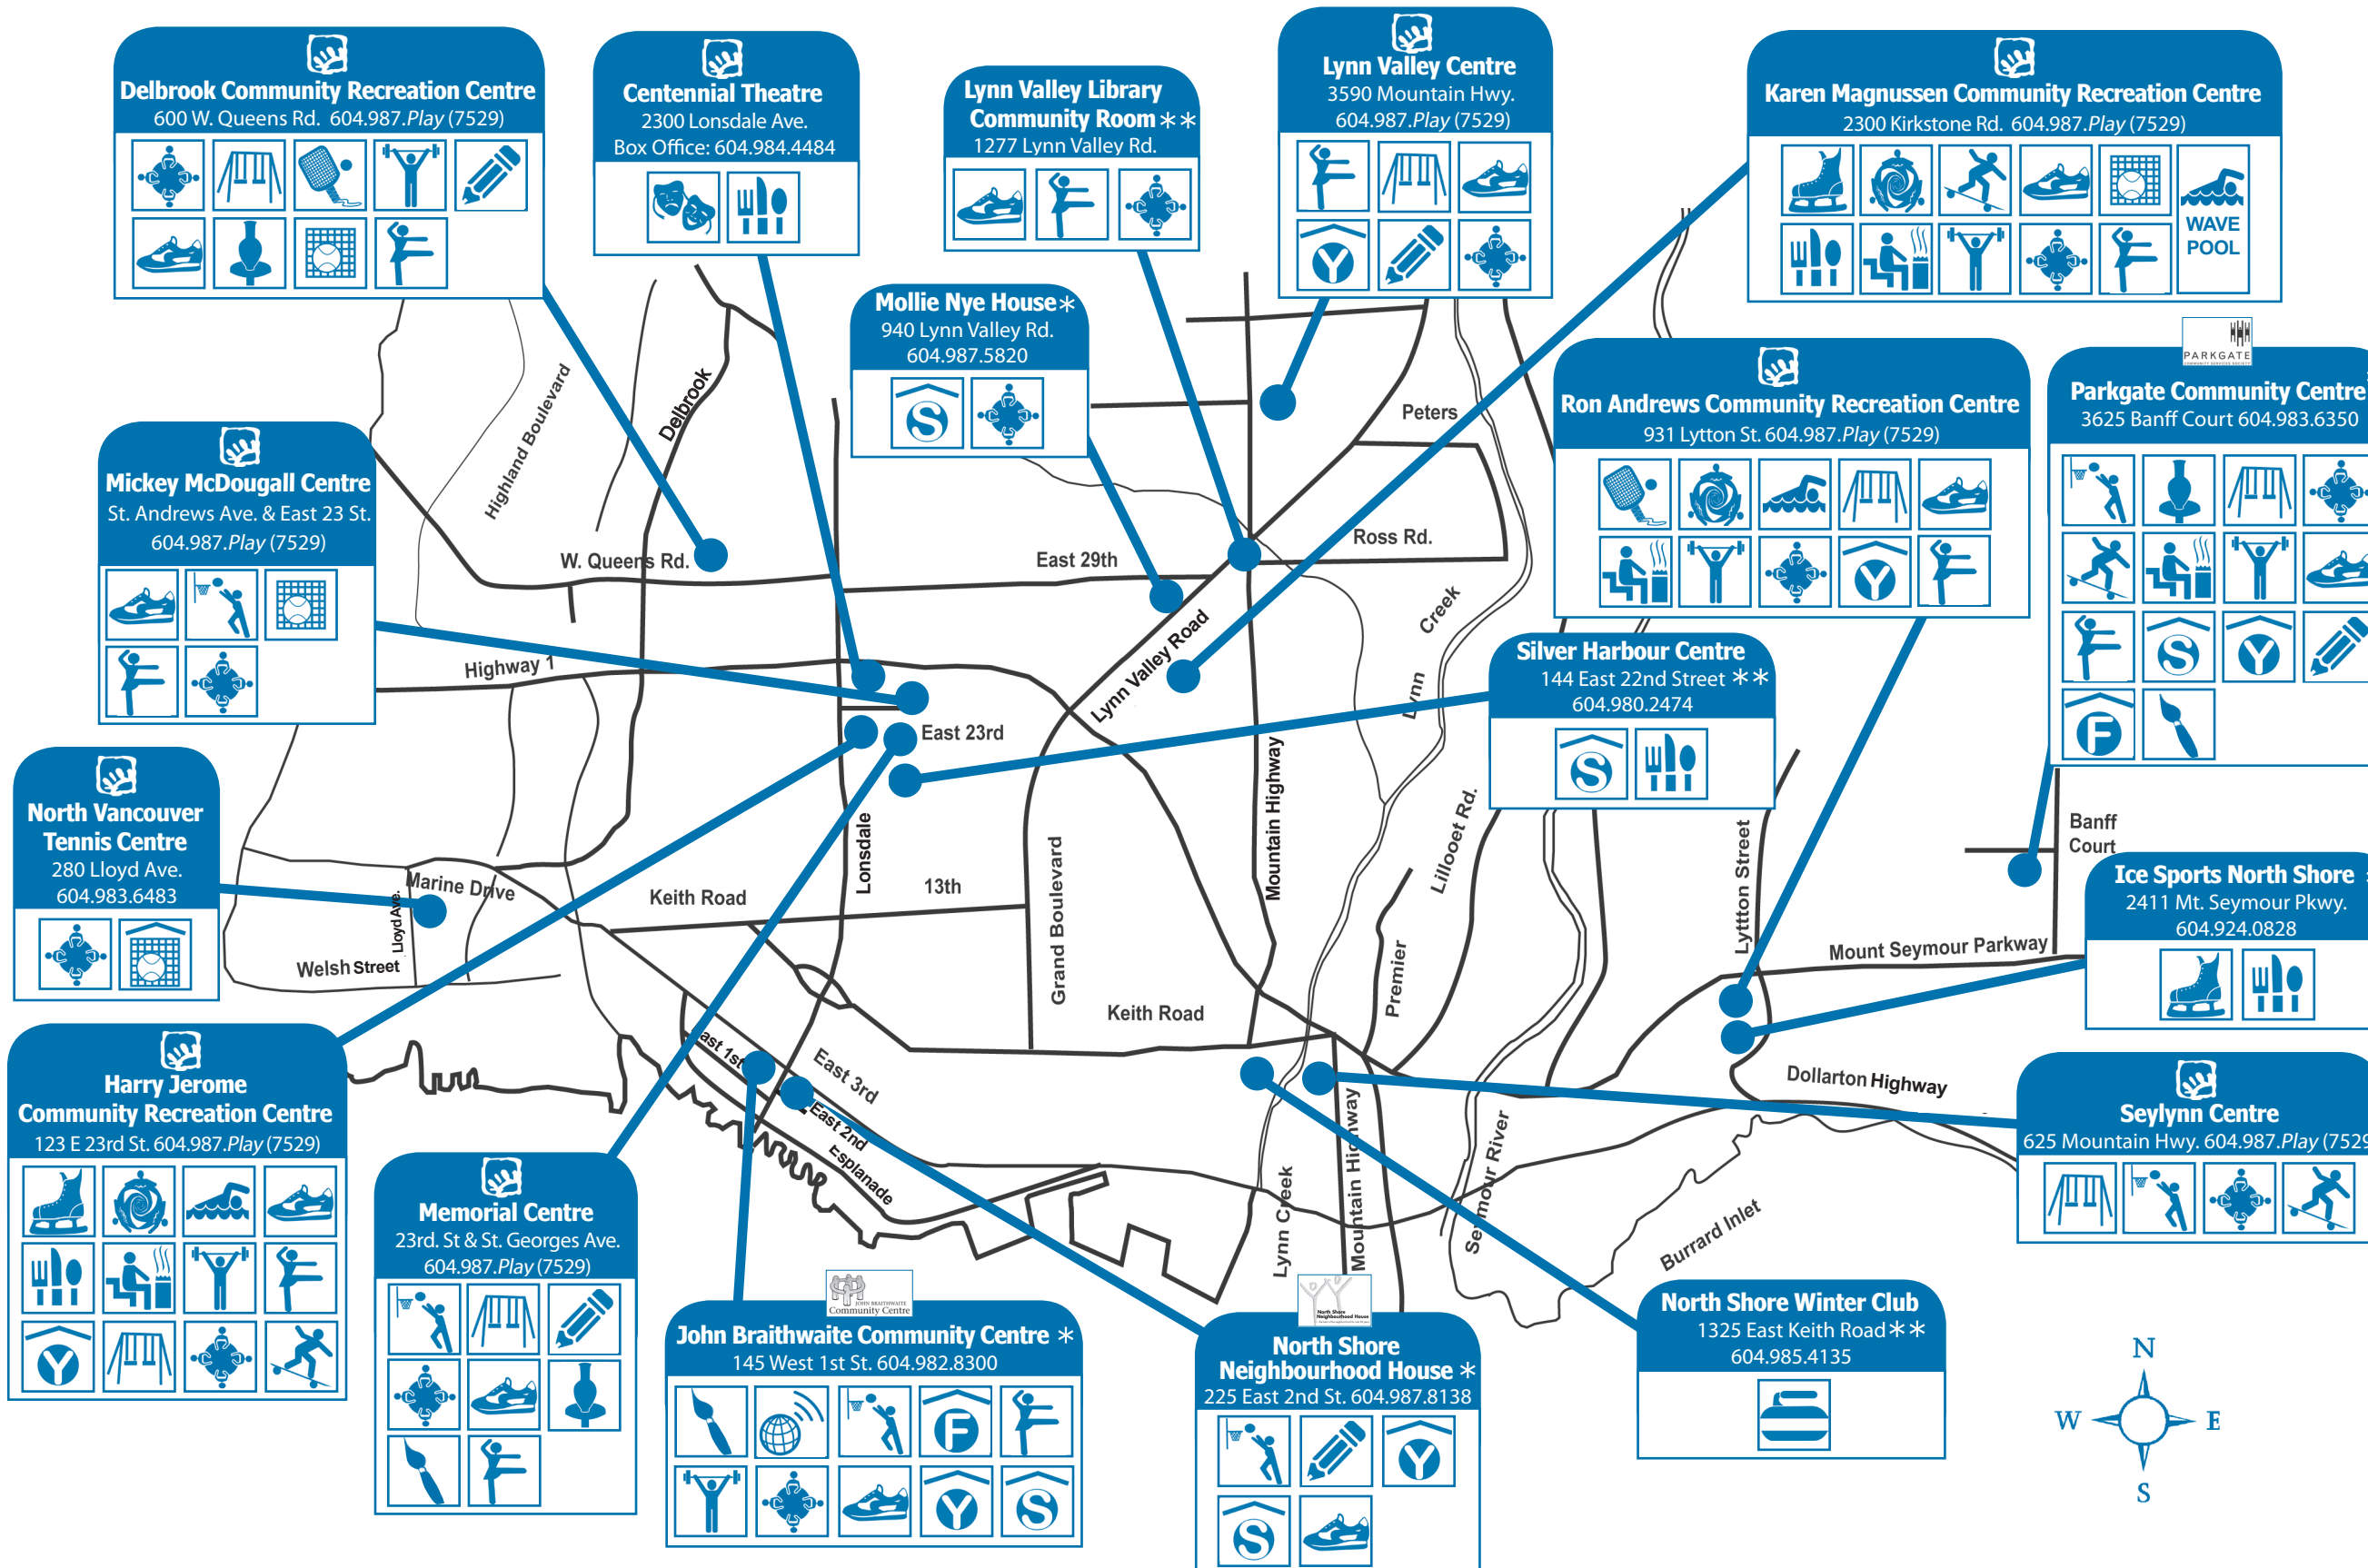 Delbrook Community Recreation Centre
600 W. Queens Rd. 604.987.Play (7529)
Centennial Theatre
2300 Lonsdale Ave.
Box Office: 604.984.4484
Lynn Valley Library
Community Room **
1277 Lynn Valley Rd.
Lynn Valley Centre
3590 Mountain Hwy.
604.987.Play (7529)
Karen Magnussen Community Recreation Centre
2300 Kirkstone Rd. 604.987.Play (7529)
WAVE
POOL
Mollie Nye House*
940 Lynn Valley Rd.
604.987.5820
S
Y
Ron Andrews Community Recreation Centre
931 Lytton St. 604.987.Play (7529)
Y
PARKGATE
Parkgate Community Centre
3625 Banff Court 604.983.6350
S
Y
F
Mickey McDougall Centre
St. Andrews Ave. & East 23 St.
604.987.Play (7529)
Silver Harbour Centre
144 East 22nd Street **
604.980.2474
S
North Vancouver
Tennis Centre
280 Lloyd Ave.
604.983.6483
Ice Sports North Shore
2411 Mt. Seymour Pkwy.
604.924.0828
Harry Jerome
Community Recreation Centre
123 E 23rd St. 604.987.Play (7529)
Y
Memorial Centre
23rd. St & St. Georges Ave.
604.987.Play (7529)
JOHN BRAITHWAITE
Community Centre
John Braithwaite Community Centre *
145 West 1st St. 604.982.8300
F
Y
S
North Shore
Neighbourhood House
North Shore
Neighbourhood House *
225 East 2nd St. 604.987.8138
Y
S
North Shore Winter Club
1325 East Keith Road**
604.985.4135
Seylynn Centre
625 Mountain Hwy. 604.987.Play (7529
Highland Boulevard
Delbrook
W. Queens Rd.
East 29th
Peters
Ross Rd.
Lynn Valley Road
Lynn
Creek
Highway 1
East 23rd
Lonsdale
Mountain Highway
Lillooet Rd.
Lyttton Street
Banff
Court
Marine Drive
Lloyd Ave.
Welsh Street
Keith Road
13th
Grand Boulevard
Premier
Mount Seymour Parkway
Keith Road
East 1st
East 3rd
East 2nd
Esplanade
Dollarton Highway
Lynn Creek
Mountain Highway
Seymour River
Burrard Inlet
N
W
E
S